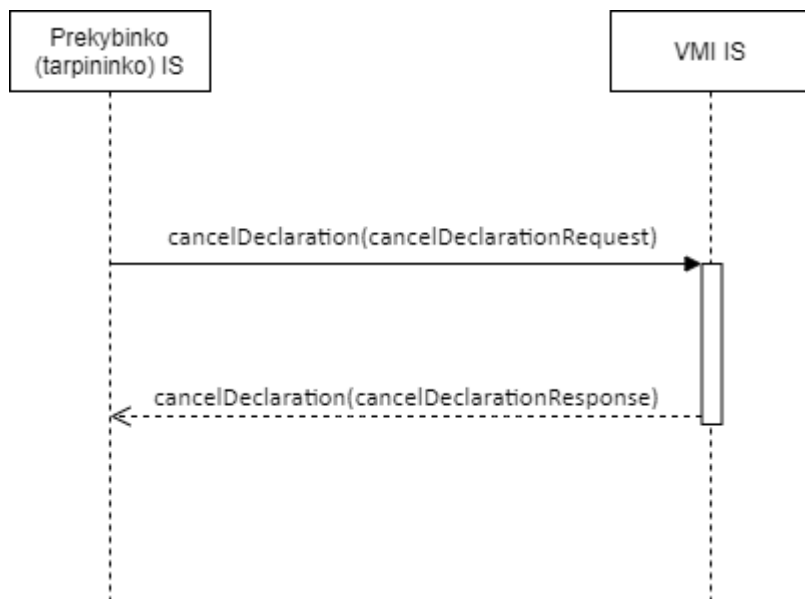 Prekybinko
(tarpininko) IS
VMI IS
cancelDeclaration(cancelDeclarationRequest)
cancelDeclaration(cancelDeclarationResponse)